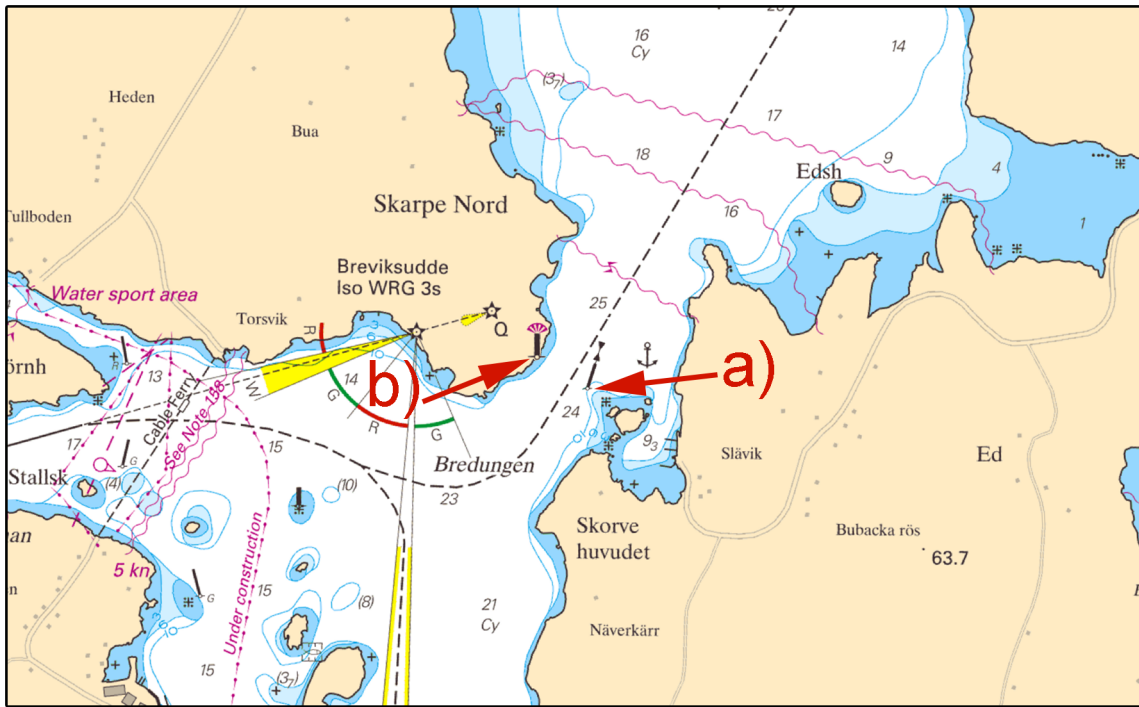 16
Cy
14
(3₇)
Heden
Bua
17
18
9
4
Edsh
Skarpe Nord
16
1
Tullboden
Breviksudde
Iso WRG 3s
Water sport area
Torsvik
R
Q
25
örnh
R
13
W
14
G
b)
a)
Cable Ferry
See Note 158
R
G
24
9₃
17
15
Bredungen
Slävik
Ed
Stallsk
G
(4)
(10)
23
Skorve
huvudet
Bubacka rös
63.7
an
5 kn
Under construction
15
G
(8)
21
Cy
Näverkärr
n
15
(3₇)